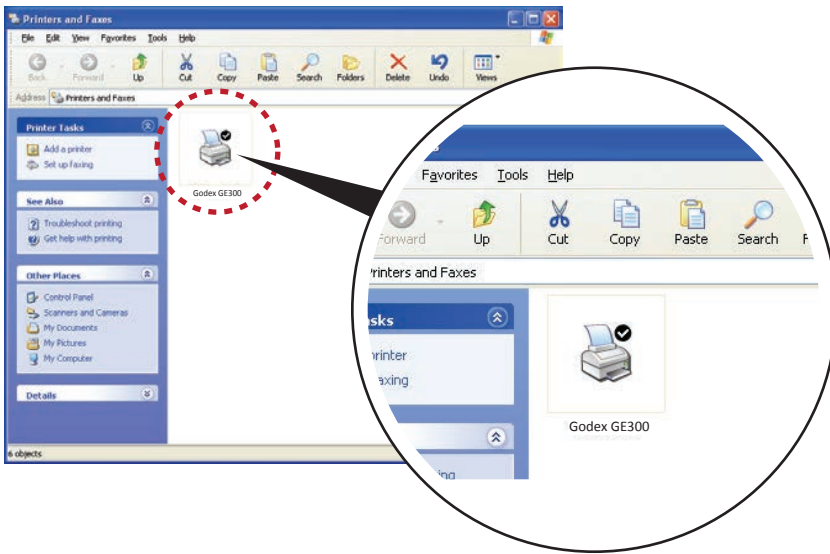 Printers and Faxes
File Edit View Favorites Tools Help
Back Forward Up Cut Copy Paste Search Folders Delete Undo Views
Address Printers and Faxes
Printer Tasks
Add a printer
Set up faxing
See Also
Troubleshoot printing
Get help with printing
Other Places
Control Panel
Scanners and Cameras
My Documents
My Pictures
My Computer
Details
6 objects
Godex GE300
s
Favorites Tools Help
Forward Up Cut Copy Paste Search F
Printers and Faxes
sks
rinter
axing
Godex GE300
ing